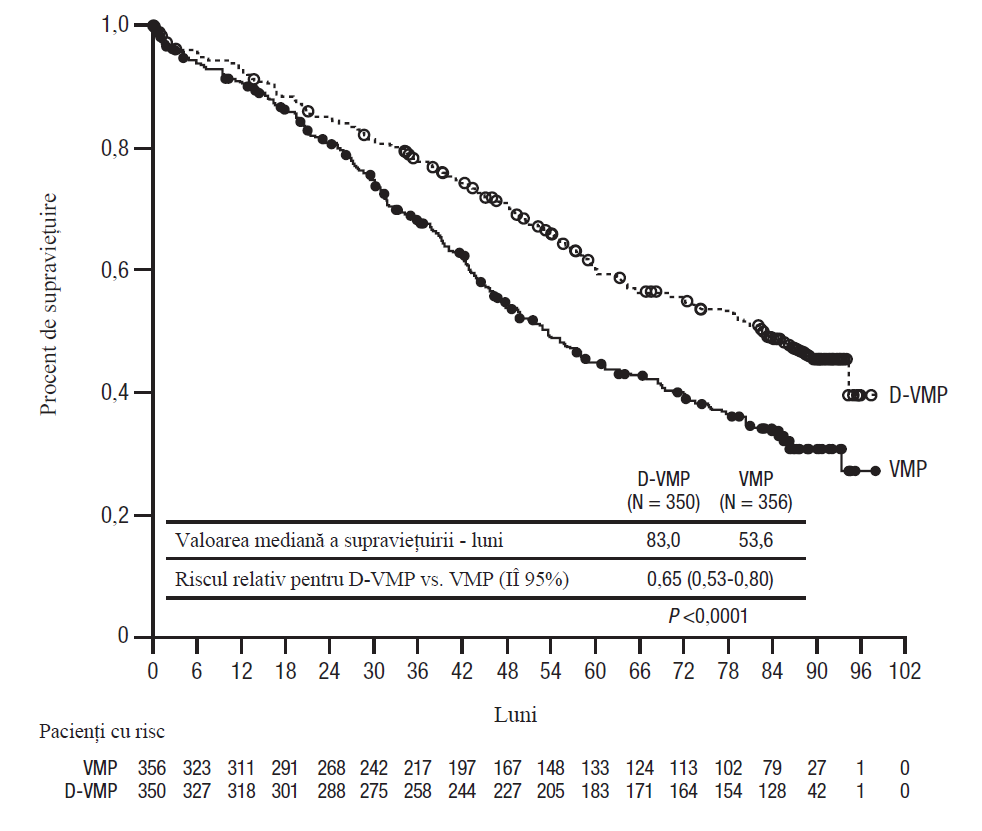 1,0
0,8
0,6
0,4
0,2
0
Procent de supraviețuire
D-VMP
VMP
D-VMP VMP
(N = 350) (N = 356)
Valoarea mediană a supraviețuirii - luni 83,0 53,6
Riscul relativ pentru D-VMP vs. VMP (IÎ 95%) 0,65 (0,53-0,80)
P <0,0001
0 6 12 18 24 30 36 42 48 54 60 66 72 78 84 90 96 102
Luni
Pacienți cu risc
VMP 356 323 311 291 268 242 217 197 167 148 133 124 113 102 79 27 1 0
D-VMP 350 327 318 301 288 275 258 244 227 205 183 171 164 154 128 42 1 0